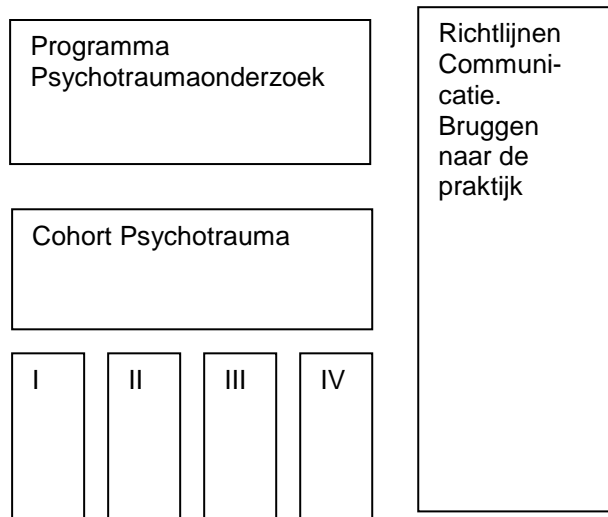 Programma
Psychotraumaonderzoek
Cohort Psychotrauma
I
II
III
IV
Richtlijnen
Communi-
catie.
Bruggen
naar de
praktijk